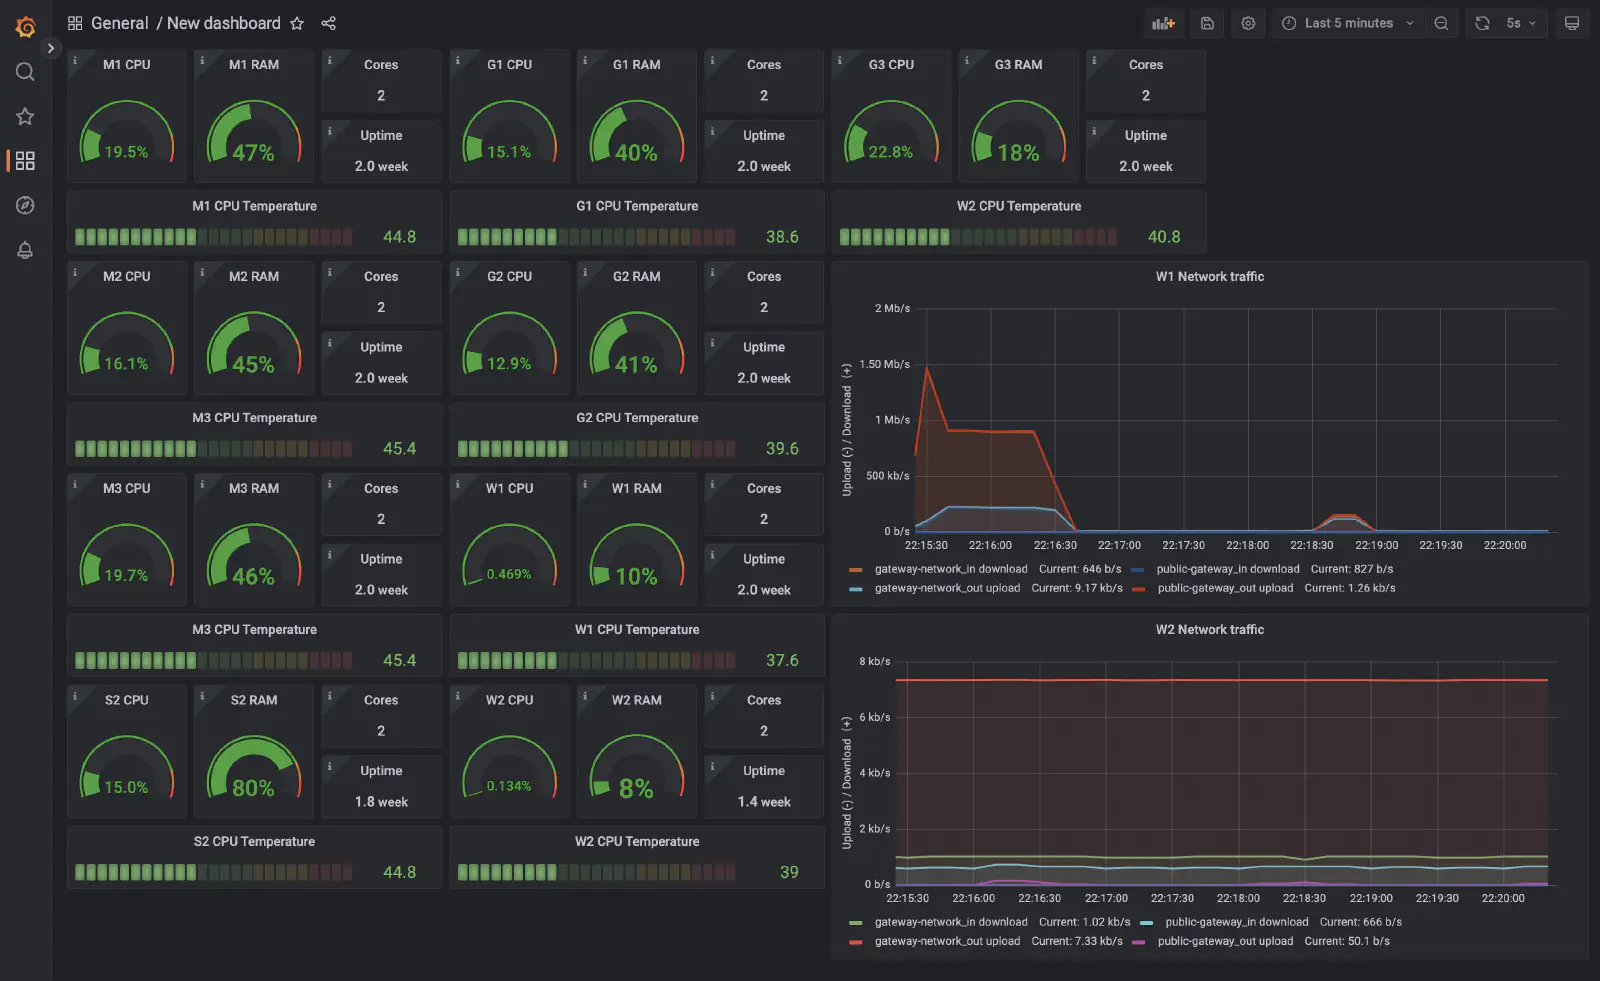 General / New dashboard
Last 5 minutes
5s
M1 CPU
19.5%
M1 RAM
47%
Cores
2
Uptime
2.0 week
G1 CPU
15.1%
G1 RAM
40%
Cores
2
Uptime
2.0 week
G3 CPU
22.8%
G3 RAM
18%
Cores
2
Uptime
2.0 week
M1 CPU Temperature
44.8
G1 CPU Temperature
38.6
W2 CPU Temperature
40.8
M2 CPU
16.1%
M2 RAM
45%
Cores
2
Uptime
2.0 week
G2 CPU
12.9%
G2 RAM
41%
Cores
2
Uptime
2.0 week
M3 CPU Temperature
45.4
G2 CPU Temperature
39.6
M3 CPU
19.7%
M3 RAM
46%
Cores
2
Uptime
2.0 week
W1 CPU
0.469%
W1 RAM
10%
Cores
2
Uptime
2.0 week
M3 CPU Temperature
45.4
W1 CPU Temperature
37.6
S2 CPU
15.0%
S2 RAM
80%
Cores
2
Uptime
1.8 week
W2 CPU
0.134%
W2 RAM
8%
Cores
2
Uptime
1.4 week
S2 CPU Temperature
44.8
W2 CPU Temperature
39
W1 Network traffic
Upload (-) / Download (+)
2 Mb/s
1.50 Mb/s
1 Mb/s
500 kb/s
0 b/s
22:15:30 22:16:00 22:16:30 22:17:00 22:17:30 22:18:00 22:18:30 22:19:00 22:19:30 22:20:00
gateway-network_in download Current: 646 b/s public-gateway_in download Current: 827 b/s
gateway-network_out upload Current: 9.17 kb/s public-gateway_out upload Current: 1.26 kb/s
W2 Network traffic
Upload (-) / Download (+)
8 kb/s
6 kb/s
4 kb/s
2 kb/s
0 b/s
22:15:30 22:16:00 22:16:30 22:17:00 22:17:30 22:18:00 22:18:30 22:19:00 22:19:30 22:20:00
gateway-network_in download Current: 1.02 kb/s public-gateway_in download Current: 666 b/s
gateway-network_out upload Current: 7.33 kb/s public-gateway_out upload Current: 50.1 b/s